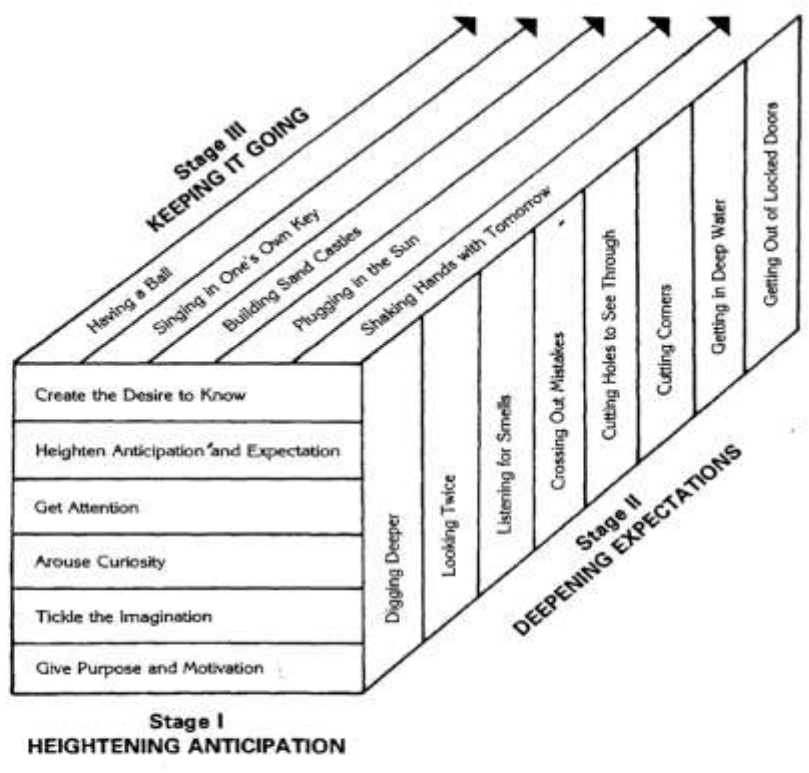 Stage III
KEEPING IT GOING
Having a Ball
Singing in One's Own Key
Building Sand Castles
Plugging in the Sun
Shaking Hands with Tomorrow
Create the Desire to Know
Heighten Anticipation and Expectation
Get Attention
Arouse Curiosity
Tickle the Imagination
Give Purpose and Motivation
Stage I
HEIGHTENING ANTICIPATION
Digging Deeper
Looking Twice
Listening for Smells
Crossing Out Mistakes
Cutting Holes to See Through
Cutting Corners
Getting in Deep Water
Getting Out of Locked Doors
Stage II
DEEPENING EXPECTATIONS